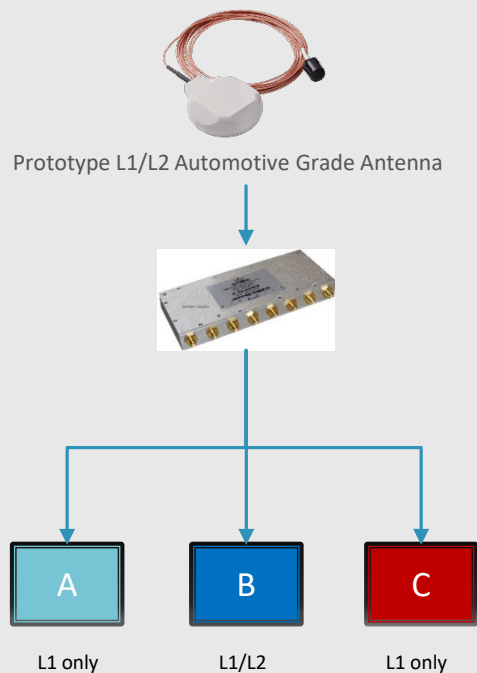 Prototype L1/L2 Automotive Grade Antenna
A
B
C
L1 only
L1/L2
L1 only